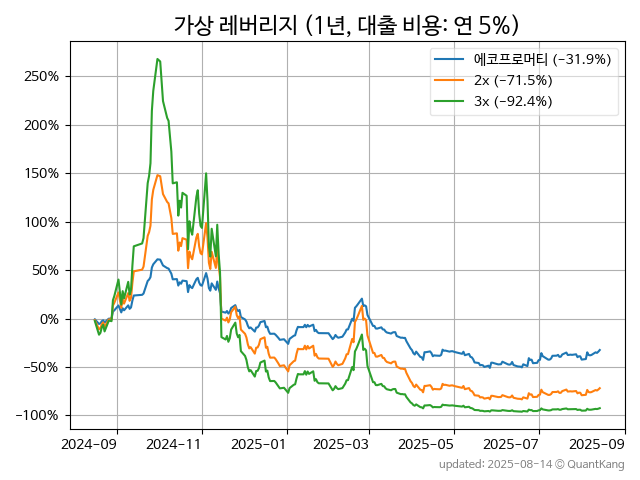 가상 레버리지 (1년, 대출 비용: 연 5%)
에코프로머티 (-31.9%)
2x (-71.5%)
3x (-92.4%)
250%
200%
150%
100%
50%
0%
-50%
-100%
2024-09 2024-11 2025-01 2025-03 2025-05 2025-07 2025-09
updated: 2025-08-14 © QuantKang